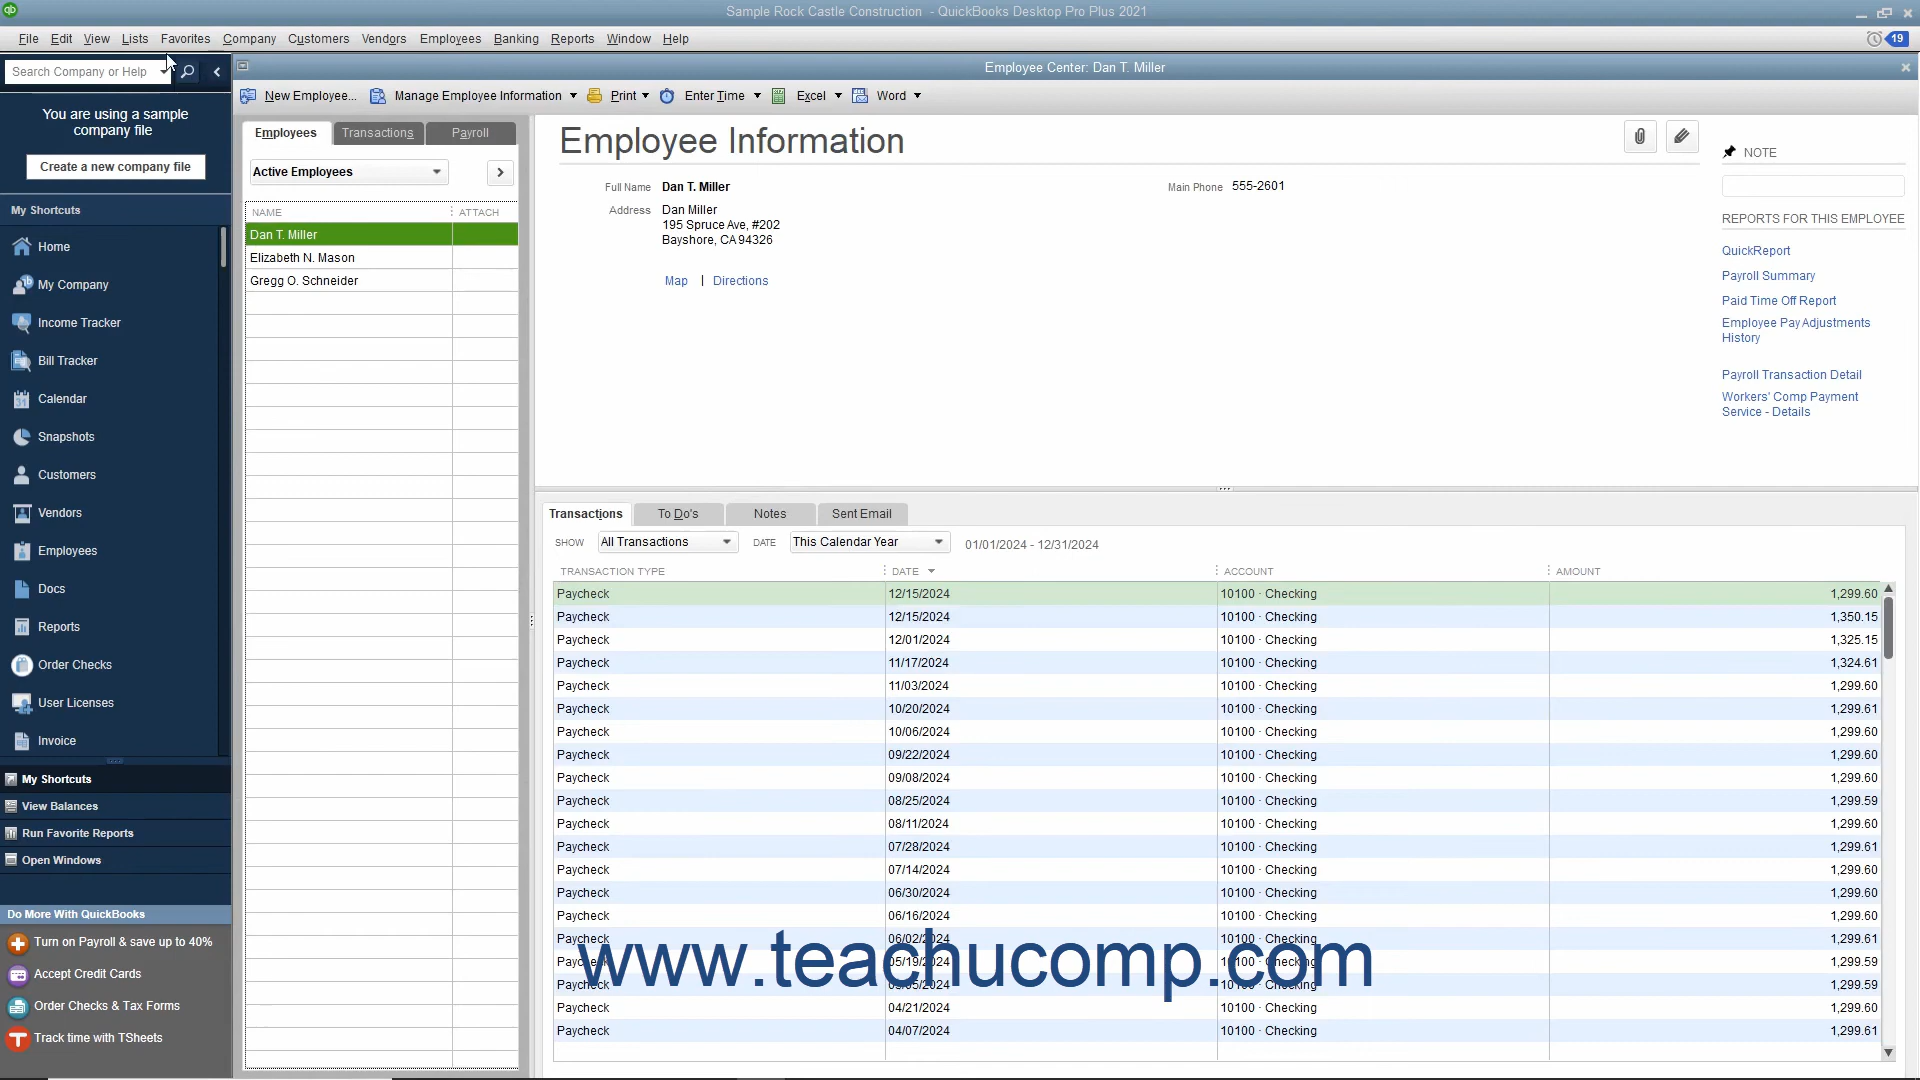 Sample Rock Castle Construction - QuickBooks Desktop Pro Plus 2021
File Edit View Lists Favorites Company Customers Vendors Employees Banking Reports Window Help
19
Search Company or Help
Employee Center: Dan T. Miller
New Employee... Manage Employee Information Print Enter Time Excel Word
You are using a sample
company file
Create a new company file
My Shortcuts
Home
My Company
Income Tracker
Bill Tracker
31 Calendar
Snapshots
Customers
Vendors
Employees
Docs
Reports
Order Checks
User Licenses
Invoice
My Shortcuts
View Balances
Run Favorite Reports
Open Windows
Do More With QuickBooks
Turn on Payroll & save up to 40%
Accept Credit Cards
Order Checks & Tax Forms
Track time with TSheets
Employees Transactions Payroll
Active Employees
NAME ATTACH
Dan T. Miller
Elizabeth N. Mason
Gregg O. Schneider
Employee Information
Full Name Dan T. Miller
Main Phone 555-2601
Address Dan Miller
195 Spruce Ave, #202
Bayshore, CA 94326
Map | Directions
NOTE
REPORTS FOR THIS EMPLOYEE
QuickReport
Payroll Summary
Paid Time Off Report
Employee Pay Adjustments
History
Payroll Transaction Detail
Workers' Comp Payment
Service - Details
Transactions To Do's Notes Sent Email
SHOW All Transactions DATE This Calendar Year 01/01/2024 - 12/31/2024
TRANSACTION TYPE DATE ACCOUNT AMOUNT
Paycheck 12/15/2024 10100 · Checking 1,299.60
Paycheck 12/15/2024 10100 · Checking 1,350.15
Paycheck 12/01/2024 10100 · Checking 1,325.15
Paycheck 11/17/2024 10100 · Checking 1,324.61
Paycheck 11/03/2024 10100 · Checking 1,299.60
Paycheck 10/20/2024 10100 · Checking 1,299.61
Paycheck 10/06/2024 10100 · Checking 1,299.60
Paycheck 09/22/2024 10100 · Checking 1,299.60
Paycheck 09/08/2024 10100 · Checking 1,299.60
Paycheck 08/25/2024 10100 · Checking 1,299.59
Paycheck 08/11/2024 10100 · Checking 1,299.60
Paycheck 07/28/2024 10100 · Checking 1,299.61
Paycheck 07/14/2024 10100 · Checking 1,299.60
Paycheck 06/30/2024 10100 · Checking 1,299.60
Paycheck 06/16/2024 10100 · Checking 1,299.60
Paycheck 06/02/2024 10100 · Checking 1,299.61
Paycheck 05/19/2024 10100 · Checking 1,299.59
Paycheck 05/05/2024 10100 · Checking 1,299.59
Paycheck 04/21/2024 10100 · Checking 1,299.60
Paycheck 04/07/2024 10100 · Checking 1,299.61
www.teachucomp.com